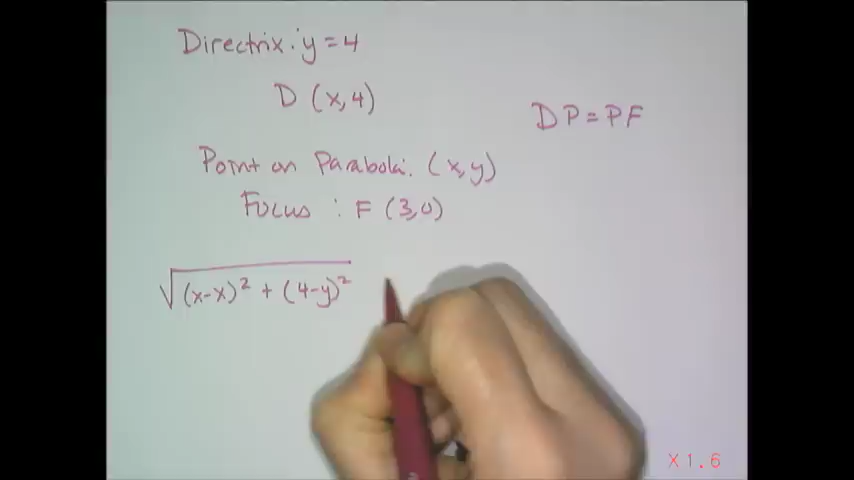 Directrix: y=4
D (x,4)
DP=PF
Point on Parabola: (x,y)
Focus : F (3,0)
√(x-x)² + (4-y)²
X1.6